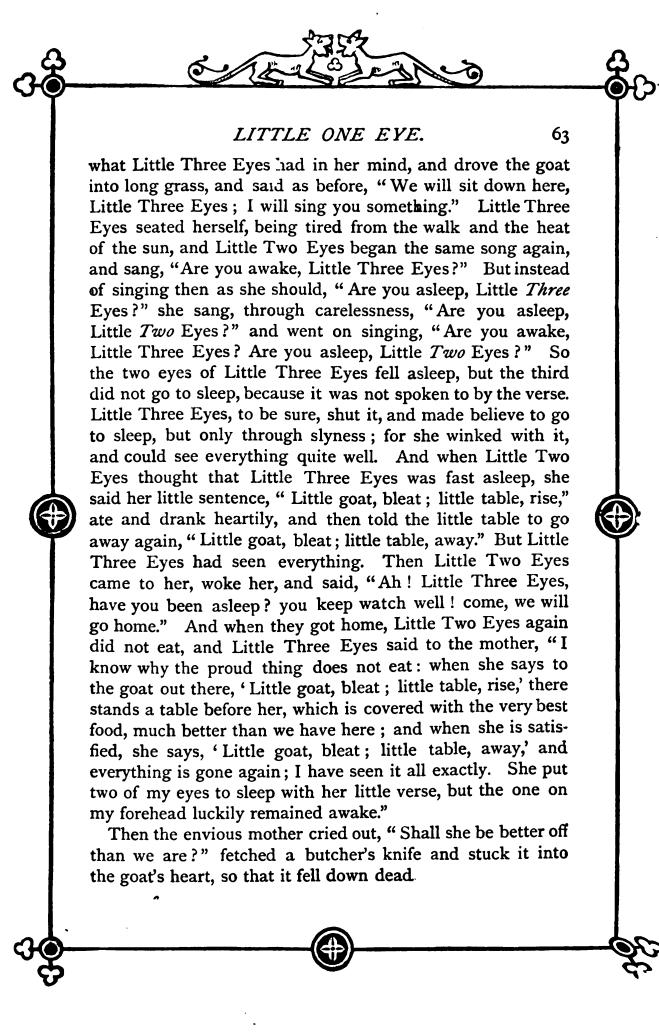 LITTLE ONE EYE. 63
what Little Three Eyes had in her mind, and drove the goat
into long grass, and said as before, “We will sit down here,
Little Three Eyes; I will sing you something.” Little Three
Eyes seated herself, being tired from the walk and the heat
of the sun, and Little Two Eyes began the same song again,
and sang, “Are you awake, Little Three Eyes?” But instead
of singing then as she should, “Are you asleep, Little Three
Eyes?” she sang, through carelessness, “Are you asleep,
Little Two Eyes?” and went on singing, “Are you awake,
Little Three Eyes? Are you asleep, Little Two Eyes?” So
the two eyes of Little Three Eyes fell asleep, but the third
did not go to sleep, because it was not spoken to by the verse.
Little Three Eyes, to be sure, shut it, and made believe to go
to sleep, but only through slyness; for she winked with it,
and could see everything quite well. And when Little Two
Eyes thought that Little Three Eyes was fast asleep, she
said her little sentence, “Little goat, bleat; little table, rise,”
ate and drank heartily, and then told the little table to go
away again, “Little goat, bleat; little table, away.” But Little
Three Eyes had seen everything. Then Little Two Eyes
came to her, woke her, and said, “Ah! Little Three Eyes,
have you been asleep? you keep watch well! come, we will
go home.” And when they got home, Little Two Eyes again
did not eat, and Little Three Eyes said to the mother, “I
know why the proud thing does not eat: when she says to
the goat out there, ‘Little goat, bleat; little table, rise,’ there
stands a table before her, which is covered with the very best
food, much better than we have here; and when she is satis-
fied, she says, ‘Little goat, bleat; little table, away,’ and
everything is gone again; I have seen it all exactly. She put
two of my eyes to sleep with her little verse, but the one on
my forehead luckily remained awake.”
Then the envious mother cried out, “Shall she be better off
than we are?” fetched a butcher’s knife and stuck it into
the goat’s heart, so that it fell down dead.